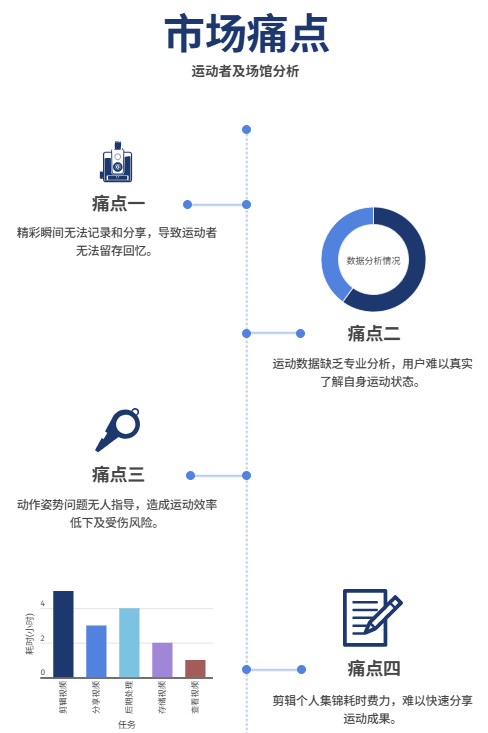 市场痛点
运动者及场馆分析
痛点一
精彩瞬间无法记录和分享，导致运动者
无法留存回忆。
数据分析情况
痛点二
运动数据缺乏专业分析，用户难以真实
了解自身运动状态。
痛点三
动作姿势问题无人指导，造成运动效率
低下及受伤风险。
耗时(小时)
4
2
0
剪辑视频
分享视频
后期处理
存储视频
查看视频
任务
痛点四
剪辑个人集锦耗时费力，难以快速分享
运动成果。